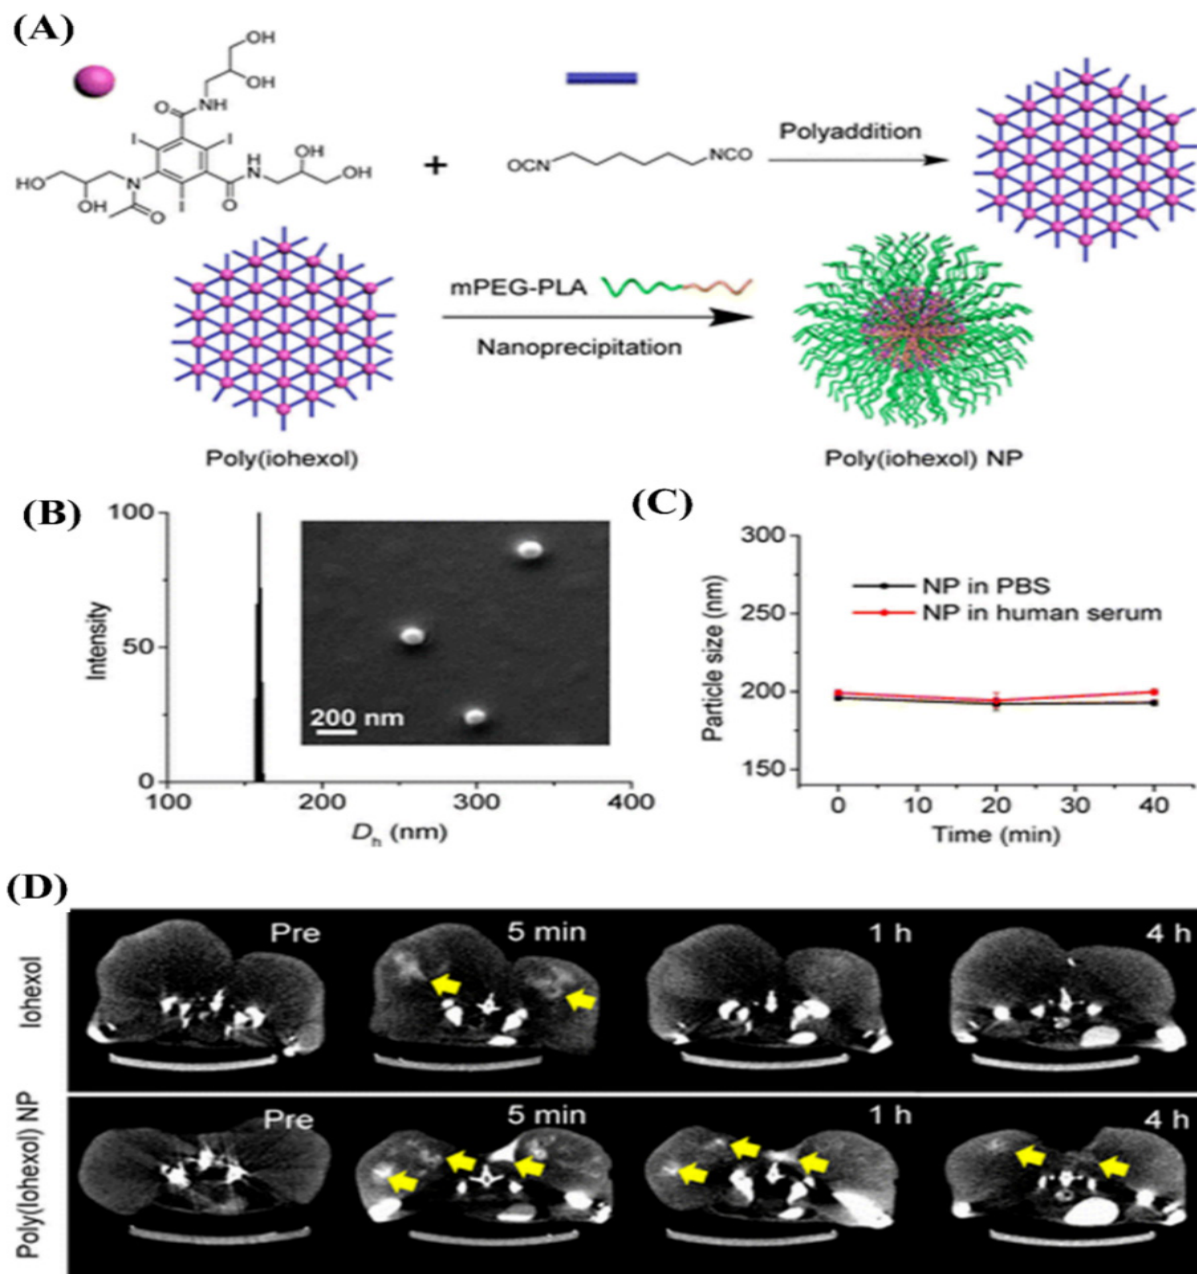 (A)
OH
OH
O
NH
I
I
OH
H
N
OH
O
HO
N
OH
O
I
+
OCN
NCO
Polyaddition
mPEG-PLA
Nanoprecipitation
Poly(iohexol)
Poly(iohexol) NP
(B)
100
50
0
Intensity
200 nm
100
200
300
400
Dh (nm)
(C)
300
250
200
150
Particle size (nm)
NP in PBS
NP in human serum
0
10
20
30
40
Time (min)
(D)
Iohexol
Pre
5 min
1 h
4 h
Poly(Iohexol) NP
Pre
5 min
1 h
4 h